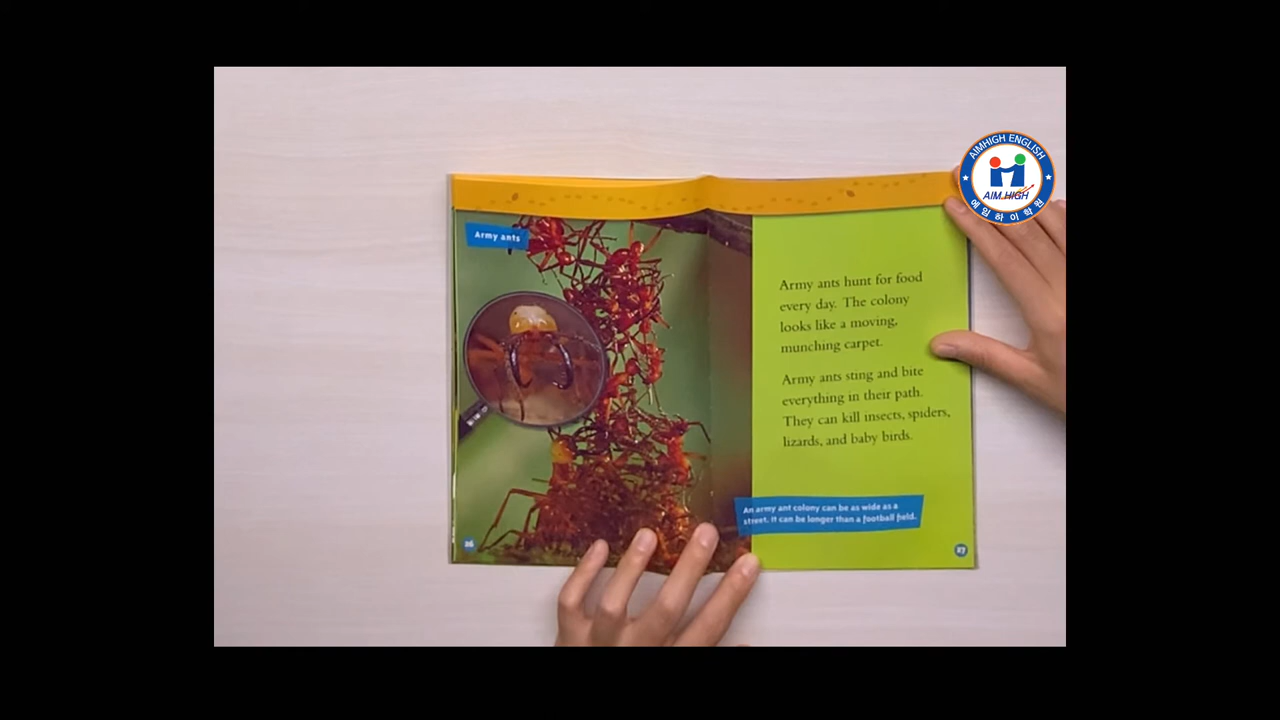 Army ants
26
Army ants hunt for food
every day. The colony
looks like a moving,
munching carpet.
Army ants sting and bite
everything in their path.
They can kill insects, spiders,
lizards, and baby birds.
An army ant colony can be as wide as a
street. It can be longer than a football field.
27
AIMHIGH ENGLISH
AIM HIGH
에임하이학원